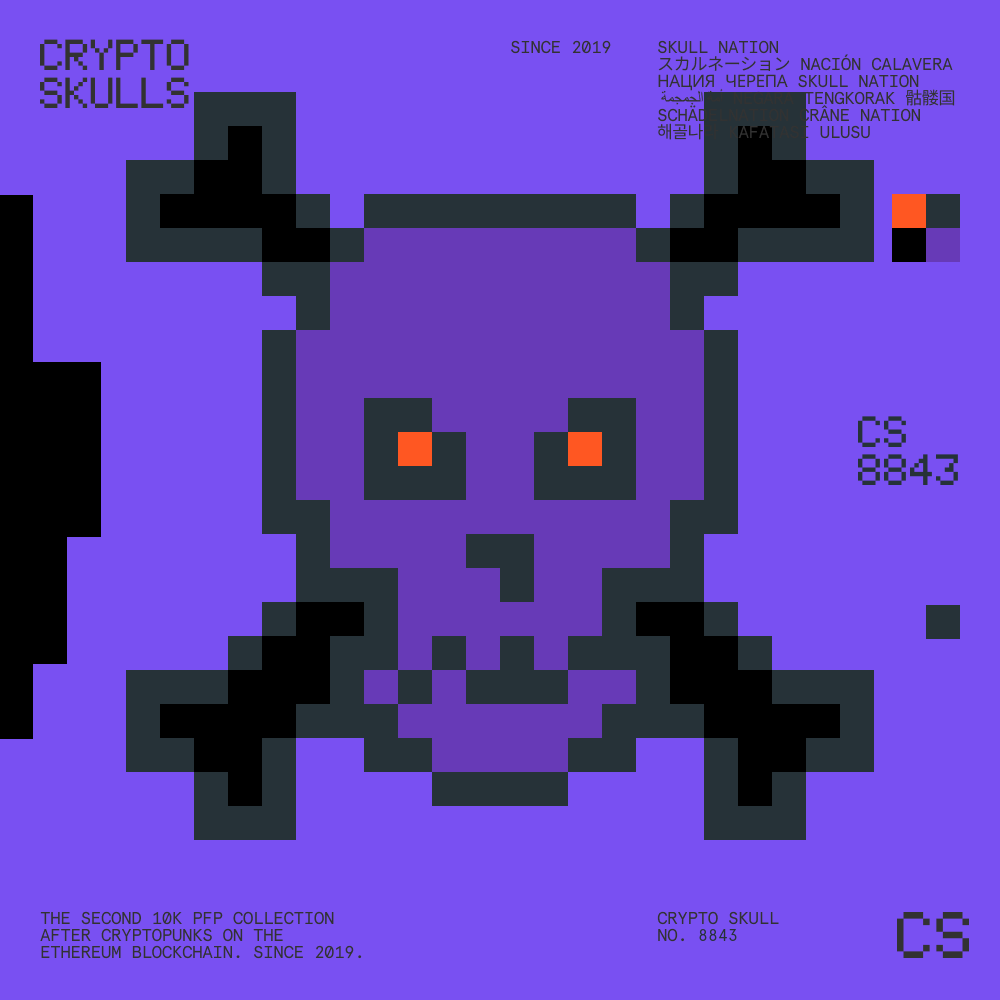 CRYPTO
SKULLS
SINCE 2019
SKULL NATION
スカルネーション NACIÓN CALAVERA
НАЦИЯ ЧЕРЕПА SKULL NATION
TENGKORAK 骷髅国
CRÂNE NATION
ULUSU
CS
8843
THE SECOND 10K PFP COLLECTION
AFTER CRYPTOPUNKS ON THE
ETHEREUM BLOCKCHAIN. SINCE 2019.
CRYPTO SKULL
NO. 8843
CS